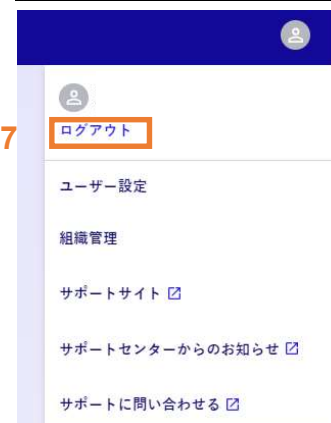 7
ログアウト
ユーザー設定
組織管理
サポートサイト
サポートセンターからのお知らせ
サポートに問い合わせる